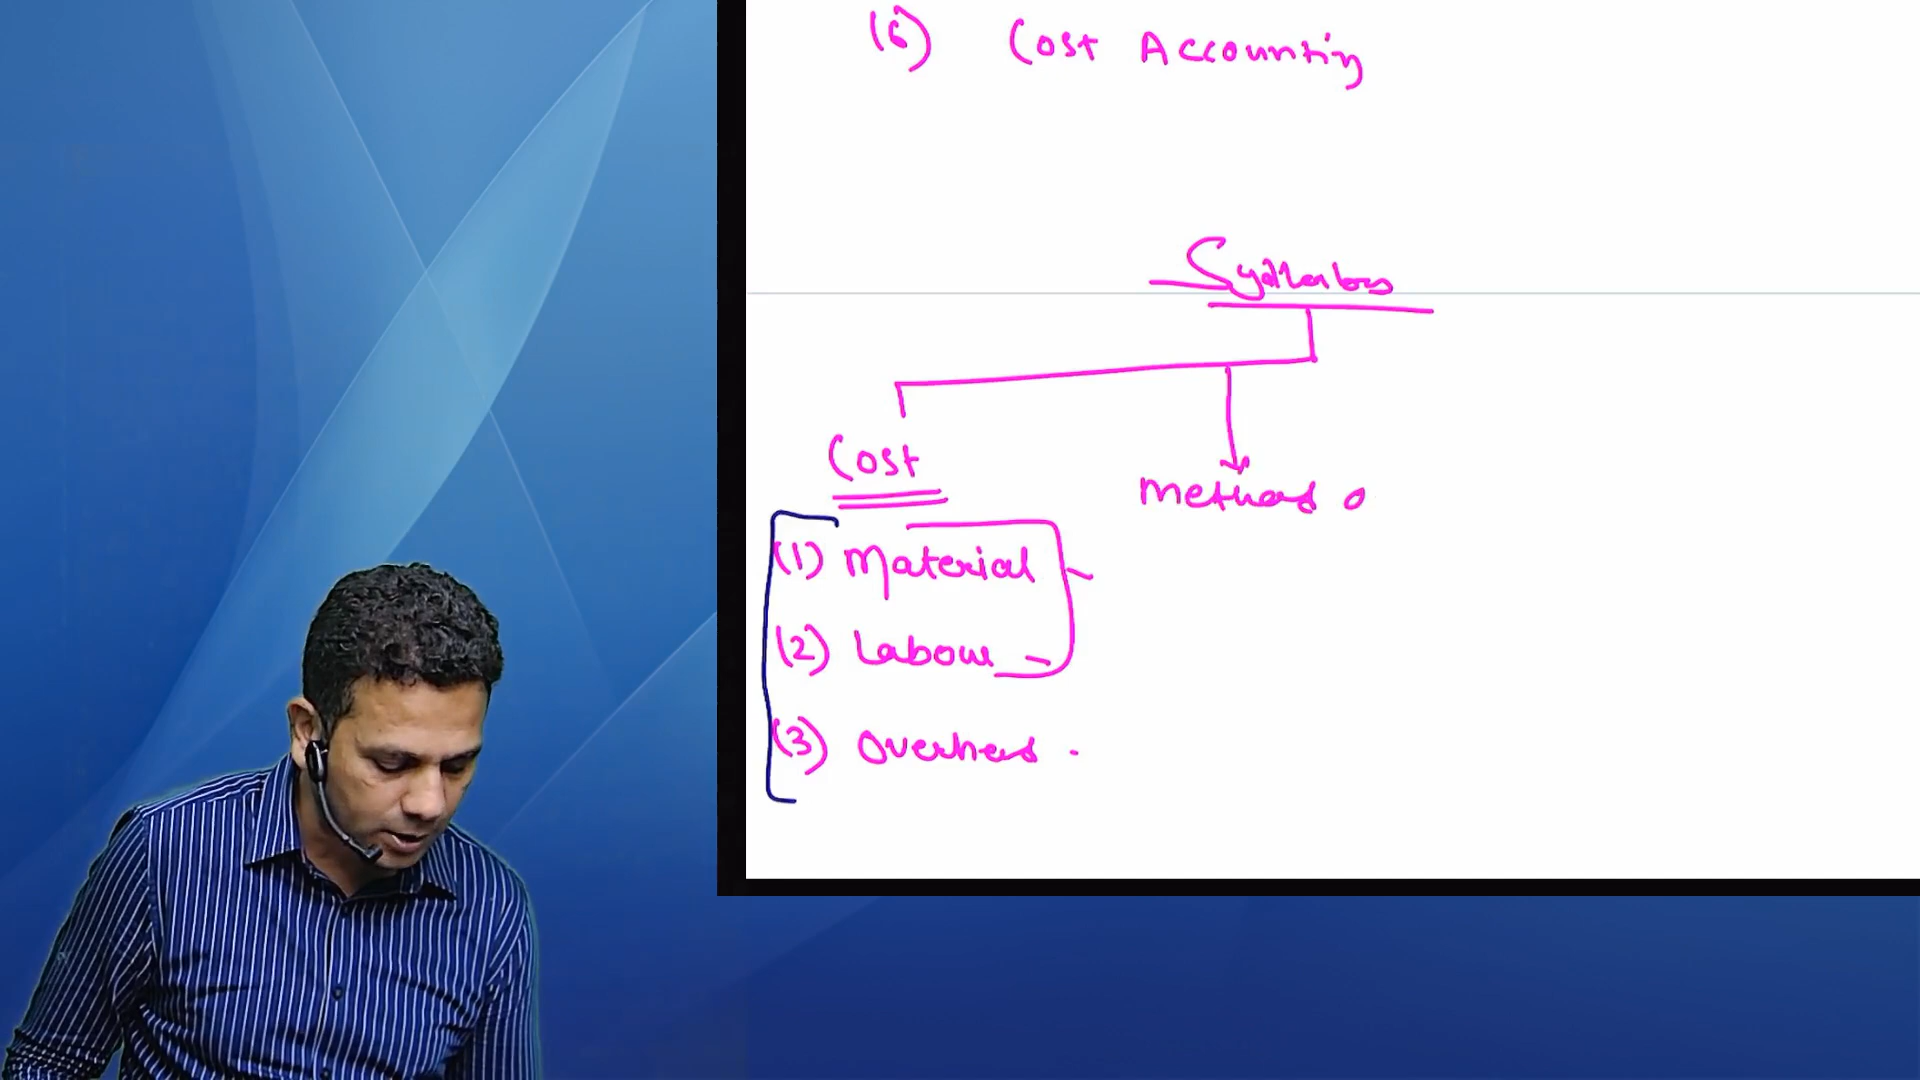 (6) Cost Accounting
Syllabus
Cost
Method o
(1) Material
(2) Labour
(3) Overhead